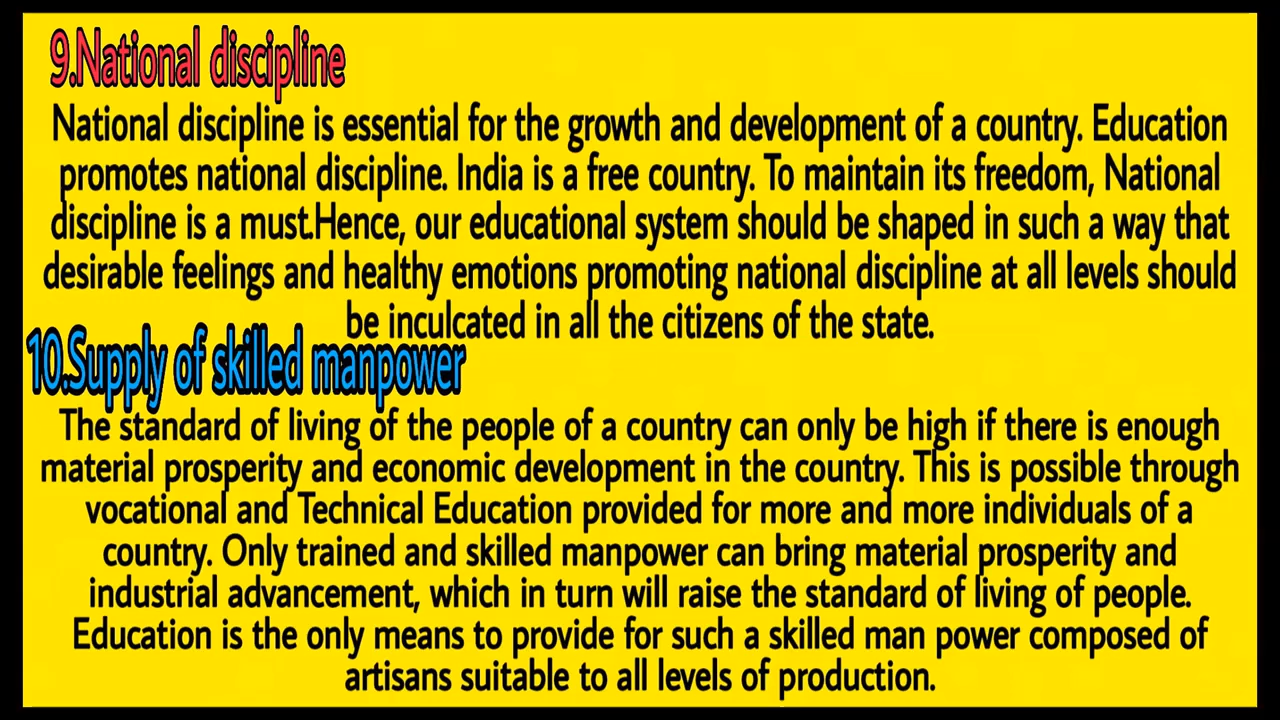 9.National discipline
National discipline is essential for the growth and development of a country. Education
promotes national discipline. India is a free country. To maintain its freedom, National
discipline is a must.Hence, our educational system should be shaped in such a way that
desirable feelings and healthy emotions promoting national discipline at all levels should
be inculcated in all the citizens of the state.
10.Supply of skilled manpower
The standard of living of the people of a country can only be high if there is enough
material prosperity and economic development in the country. This is possible through
vocational and Technical Education provided for more and more individuals of a
country. Only trained and skilled manpower can bring material prosperity and
industrial advancement, which in turn will raise the standard of living of people.
Education is the only means to provide for such a skilled man power composed of
artisans suitable to all levels of production.